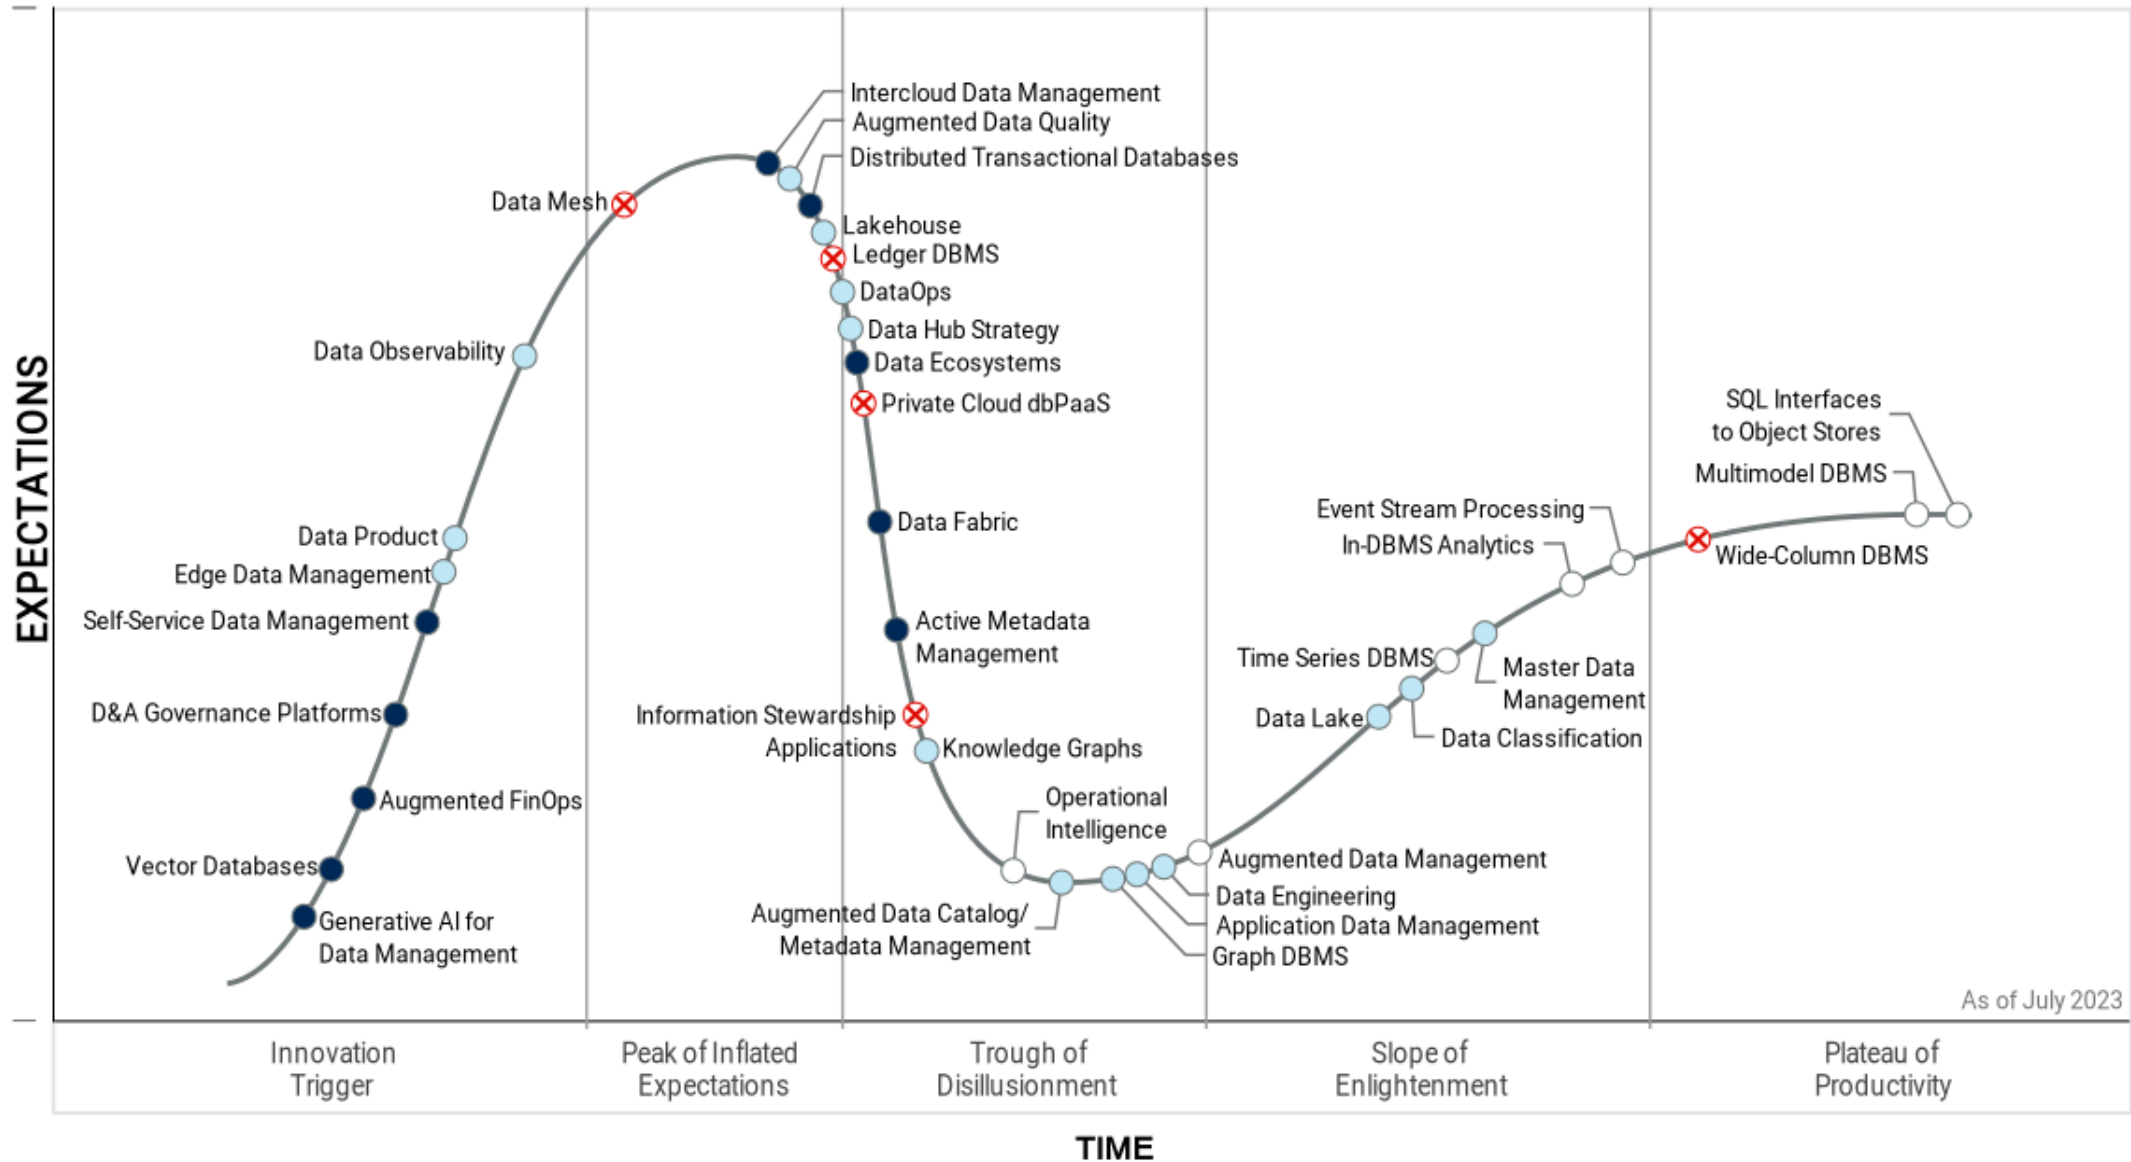 Intercloud Data Management
Augmented Data Quality
Distributed Transactional Databases
Data Mesh
Lakehouse
Ledger DBMS
DataOps
Data Hub Strategy
Data Observability
Data Ecosystems
Private Cloud dbPaaS
SQL Interfaces
to Object Stores
Multimodel DBMS
Event Stream Processing
In-DBMS Analytics
Wide-Column DBMS
EXPECTATIONS
Data Fabric
Data Product
Edge Data Management
Self-Service Data Management
Active Metadata
Management
Time Series DBMS
Master Data
Management
D&A Governance Platforms
Information Stewardship
Applications
Data Lake
Data Classification
Knowledge Graphs
Augmented FinOps
Operational
Intelligence
Vector Databases
Augmented Data Management
Data Engineering
Generative AI for
Data Management
Augmented Data Catalog/
Metadata Management
Application Data Management
Graph DBMS
As of July 2023
Innovation
Trigger
Peak of Inflated
Expectations
Trough of
Disillusionment
Slope of
Enlightenment
Plateau of
Productivity
TIME